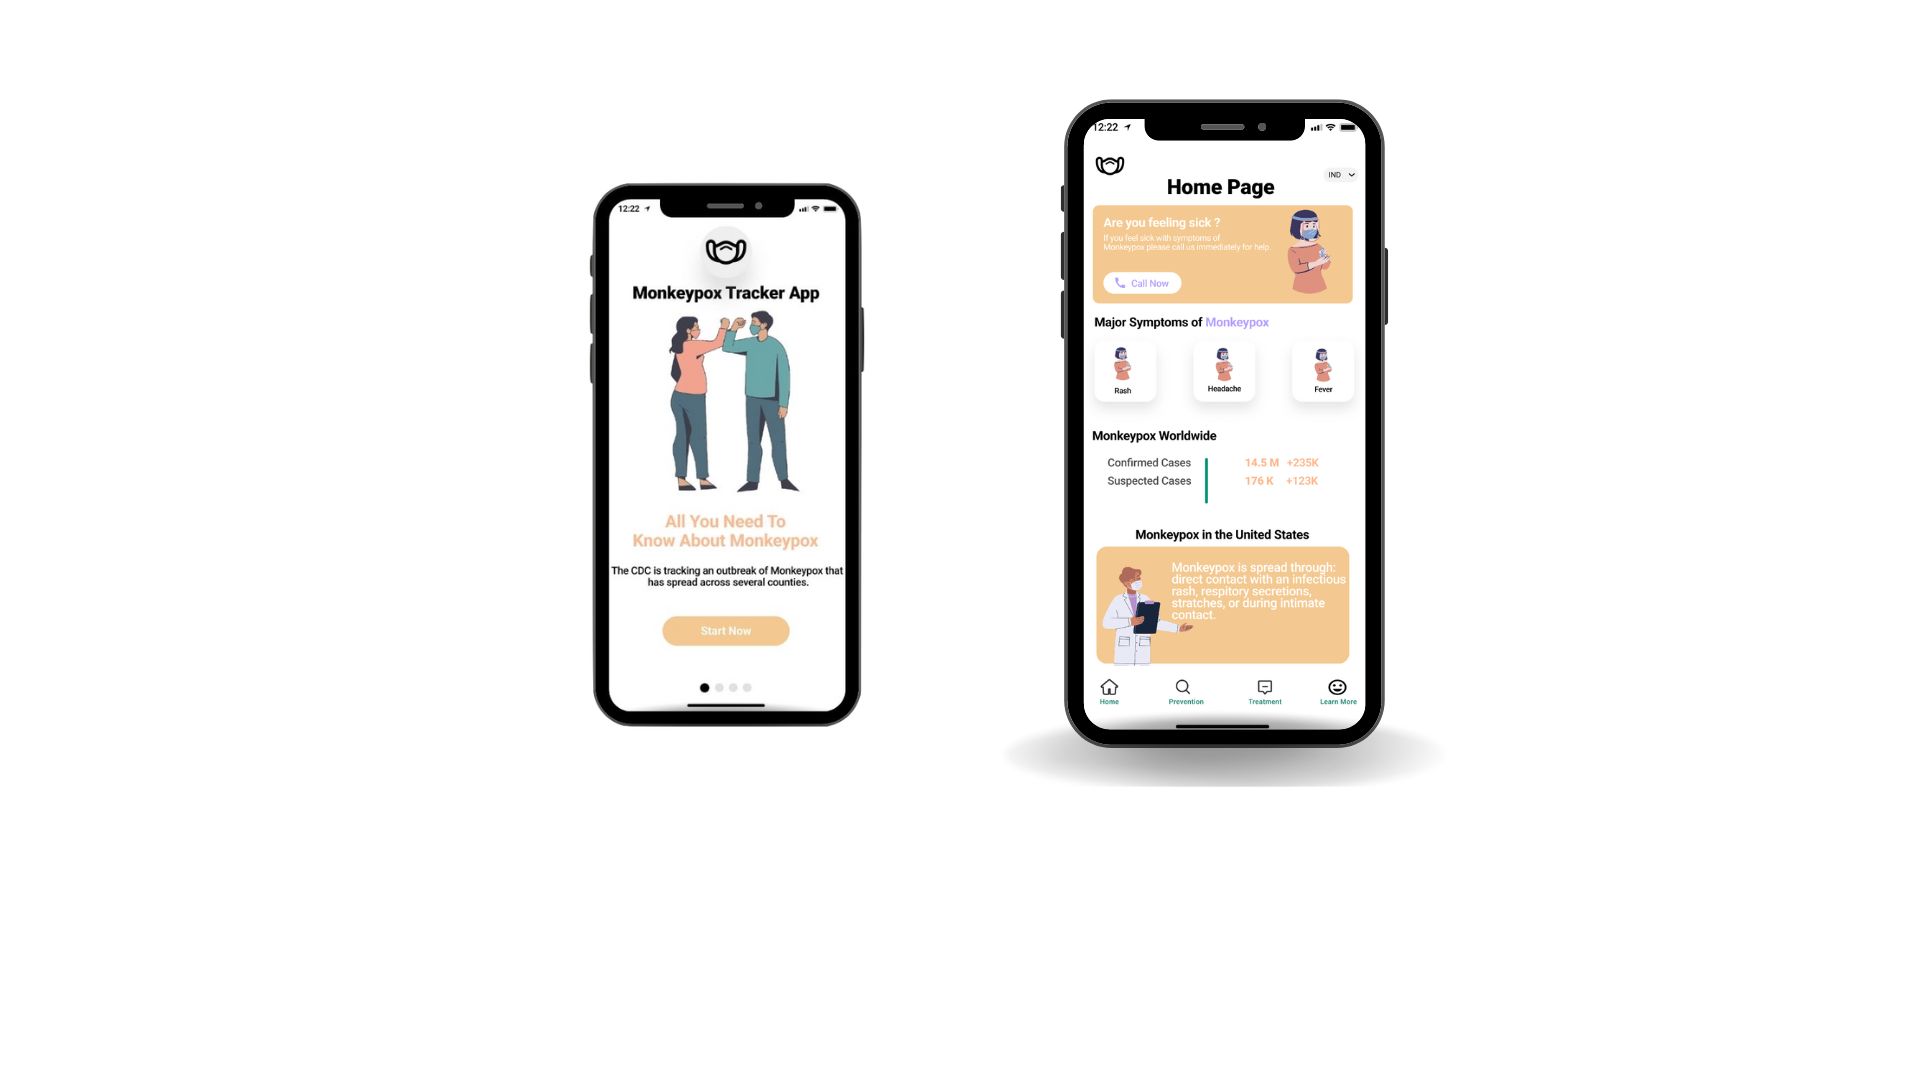 12:22
Monkeypox Tracker App
All You Need To
Know About Monkeypox
The CDC is tracking an outbreak of Monkeypox that
has spread across several counties.
Start Now
12:22
IND
Home Page
Are you feeling sick ?
If you feel sick with symptoms of
Monkeypox please call us immediately for help.
Call Now
Major Symptoms of Monkeypox
Rash
Headache
Fever
Monkeypox Worldwide
Confirmed Cases 14.5 M +235K
Suspected Cases 176 K +123K
Monkeypox in the United States
Monkeypox is spread through:
direct contact with an infectious
rash, respitory secretions,
stratches, or during intimate
contact.
Home Prevention Treatment Learn More